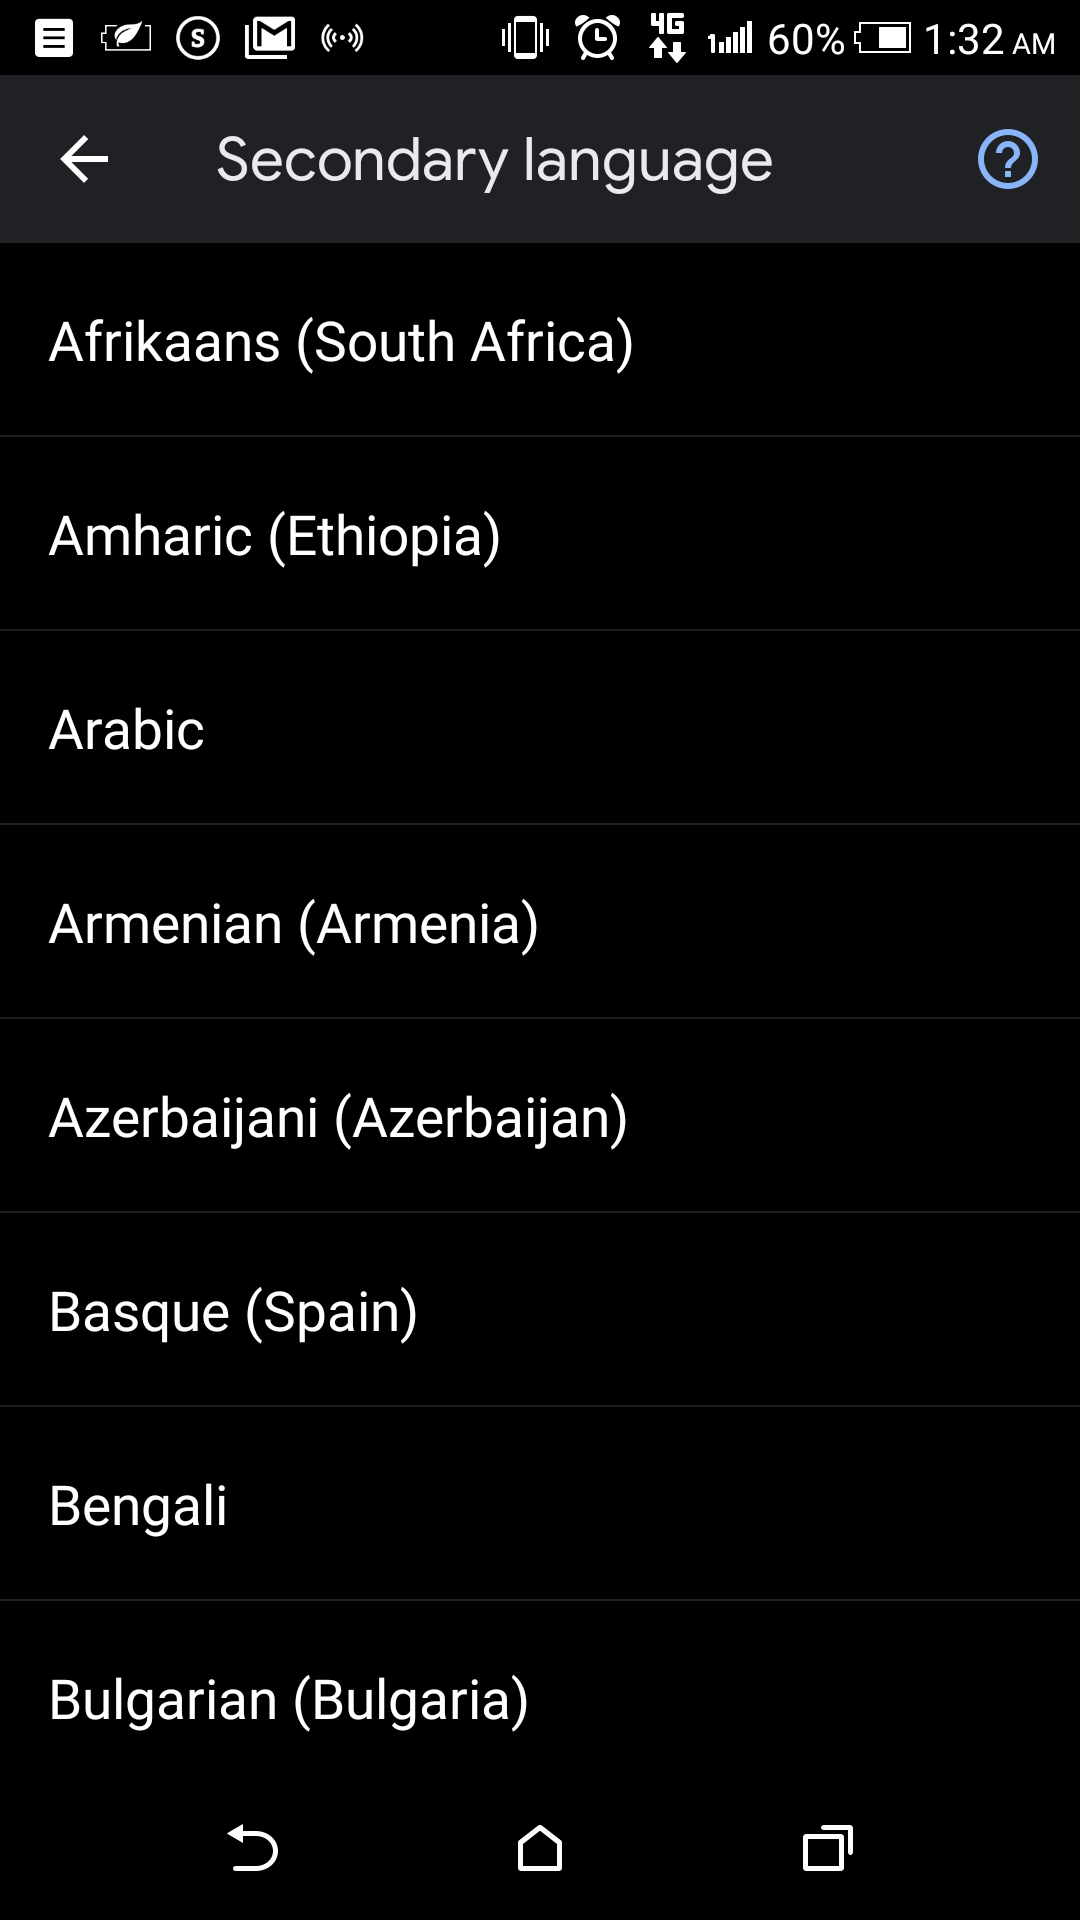 S 4G 60% 1:32 AM
Secondary language ?
Afrikaans (South Africa)
Amharic (Ethiopia)
Arabic
Armenian (Armenia)
Azerbaijani (Azerbaijan)
Basque (Spain)
Bengali
Bulgarian (Bulgaria)